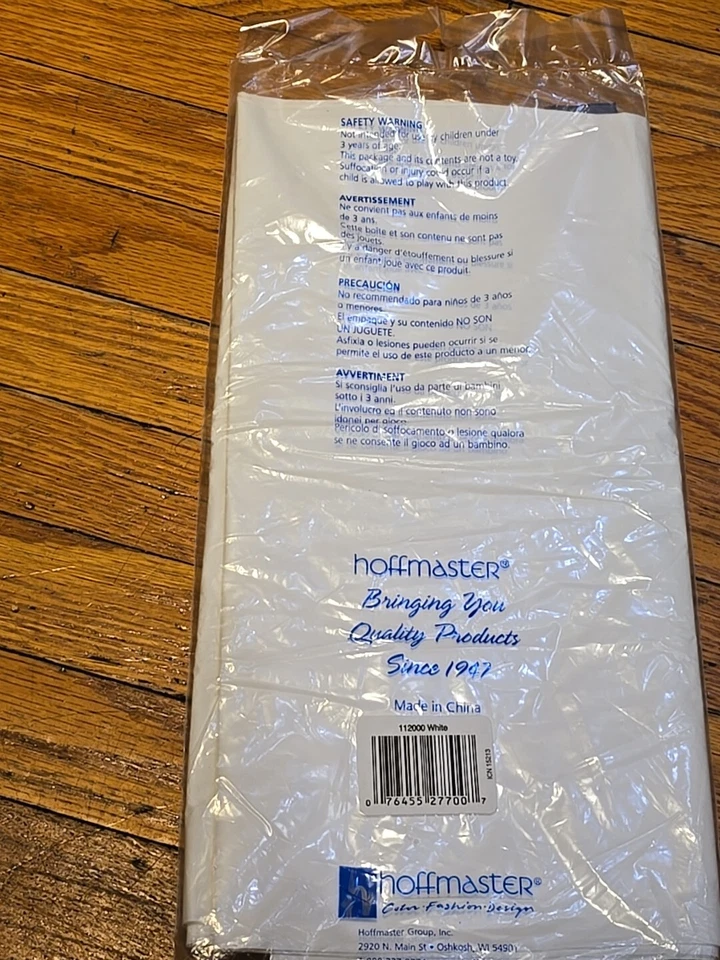 SAFETY WARNING
Not intended for use by children under
3 years of age.
This package and its contents are not a toy.
Suffocation or injury could occur if a
child is allowed to play with this product.
AVERTISSEMENT
Ne convient pas aux enfants de moins
de 3 ans.
Cette boîte et son contenu ne sont pas
des jouets.
Il y a danger d'étouffement ou blessure si
un enfant joue avec ce produit.
PRECAUCIÓN
No recommendado para niños de 3 años
o menores.
El empaque y su contenido NO SON
UN JUGUETE.
Asfixia o lesiones pueden ocurrir si se
permite el uso de este producto a un menor.
AVVERTIMENT
Si sconsiglia l'uso da parte di bambini
sotto i 3 anni.
L'involucro ed il contenuto non sono
idonei per gioco.
Pericolo di soffocamento o lesione qualora
se ne consente il gioco ad un bambino.
hoffmaster®
Bringing You
Quality Products
Since 1947
Made in China
112000 White
ICN 15213
0 76455 27700 7
hoffmaster®
Color·Fashion·Design
Hoffmaster Group, Inc.
2920 N. Main St • Oshkosh, WI 54901